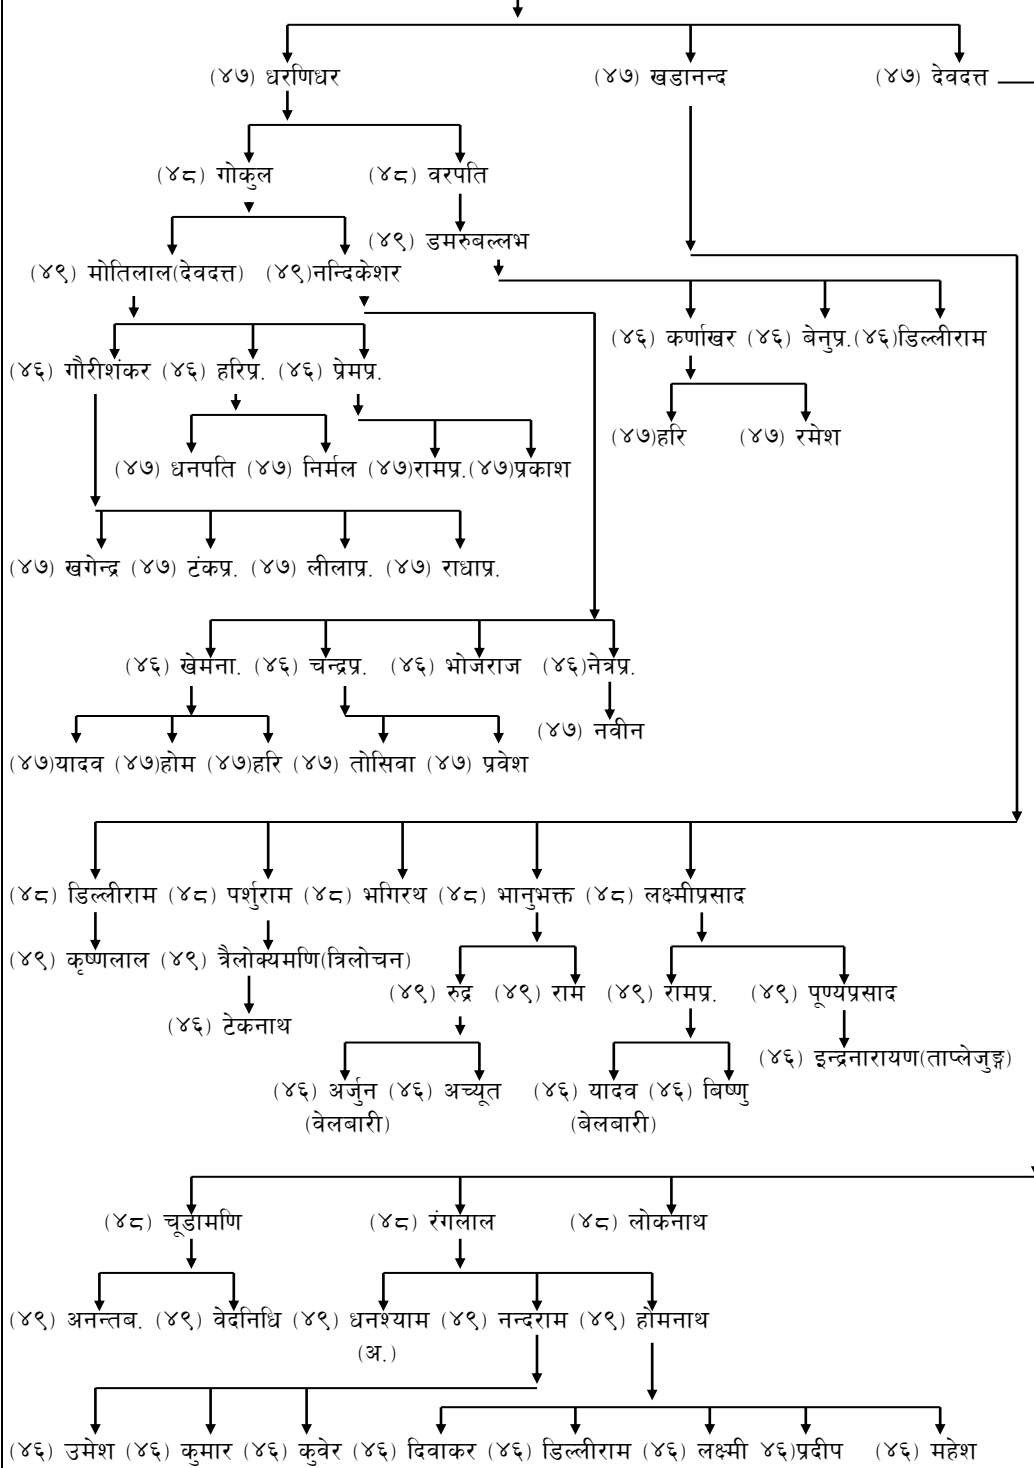 (४७) धरणिधर (४७) खडानन्द (४७) देवदत्त
(४८) गोकुल (४८) वरपति
(४९) डमरुबल्लभ
(४९) मोतिलाल(देवदत्त) (४९)नन्दिकेशर
(४६) कर्णाखर (४६) बेनुप्र.(४६)डिल्लीराम
(४६) गौरीशंकर (४६) हरिप्र. (४६) प्रेमप्र.
(४७)हरि (४७) रमेश
(४७) धनपति (४७) निर्मल (४७)रामप्र.(४७)प्रकाश
(४७) खगेन्द्र (४७) टंकप्र. (४७) लीलाप्र. (४७) राधाप्र.
(४६) खेमना. (४६) चन्द्रप्र. (४६) भोजराज (४६)नेत्रप्र.
(४७) नवीन
(४७)यादव (४७)होम (४७)हरि (४७) तोसिवा (४७) प्रवेश
(४८) डिल्लीराम (४८) पर्शुराम (४८) भगिरथ (४८) भानुभक्त (४८) लक्ष्मीप्रसाद
(४९) कृष्णलाल (४९) त्रैलोक्यमणि(त्रिलोचन)
(४९) रुद्र (४९) राम (४९) रामप्र. (४९) पूण्यप्रसाद
(४६) टेकनाथ
(४६) इन्द्रनारायण(ताप्लेजुङ्ग)
(४६) अर्जुन (४६) अच्यूत (४६) यादव (४६) बिष्णु
(वेलबारी) (बेलबारी)
(४८) चूडामणि (४८) रंगलाल (४८) लोकनाथ
(४९) अनन्तब. (४९) वेदनिधि (४९) धनश्याम (४९) नन्दराम (४९) होमनाथ
(अ.)
(४६) उमेश (४६) कुमार (४६) कुवेर (४६) दिवाकर (४६) डिल्लीराम (४६) लक्ष्मी ४६)प्रदीप (४६) महेश